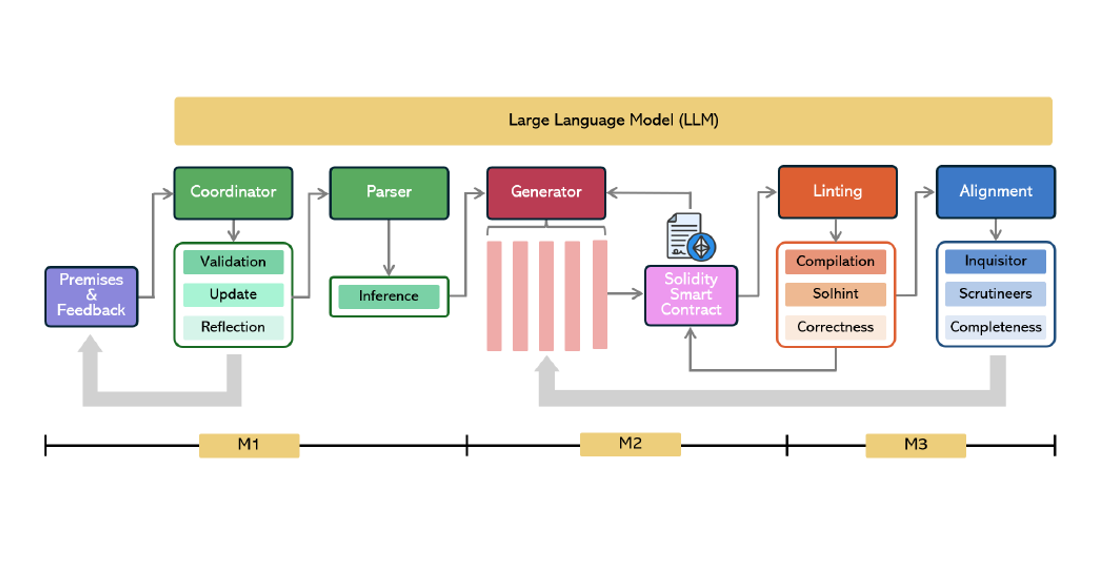 Large Language Model (LLM)
Coordinator
Parser
Generator
Linting
Alignment
Premises
&
Feedback
Validation
Update
Reflection
Inference
Solidity
Smart
Contract
Compilation
Solhint
Correctness
Inquisitor
Scrutineers
Completeness
M1
M2
M3